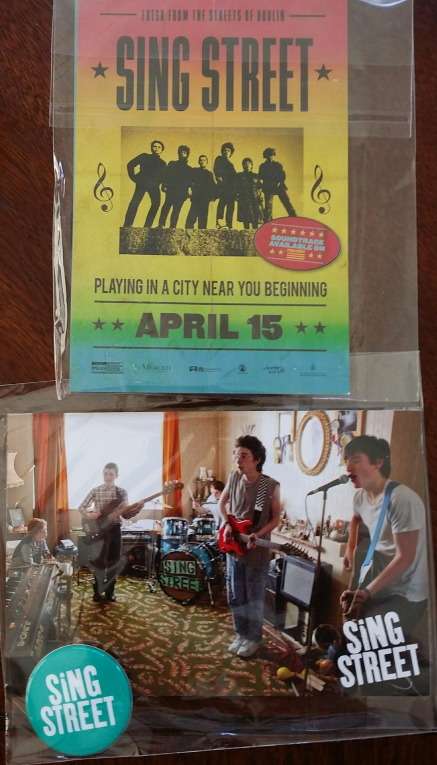 FRESH FROM THE STREETS OF DUBLIN
SING STREET
SOUNDTRACK
AVAILABLE ON
PLAYING IN A CITY NEAR YOU BEGINNING
APRIL 15
SING
STREET
SiNG
STREET
SiNG
STREET